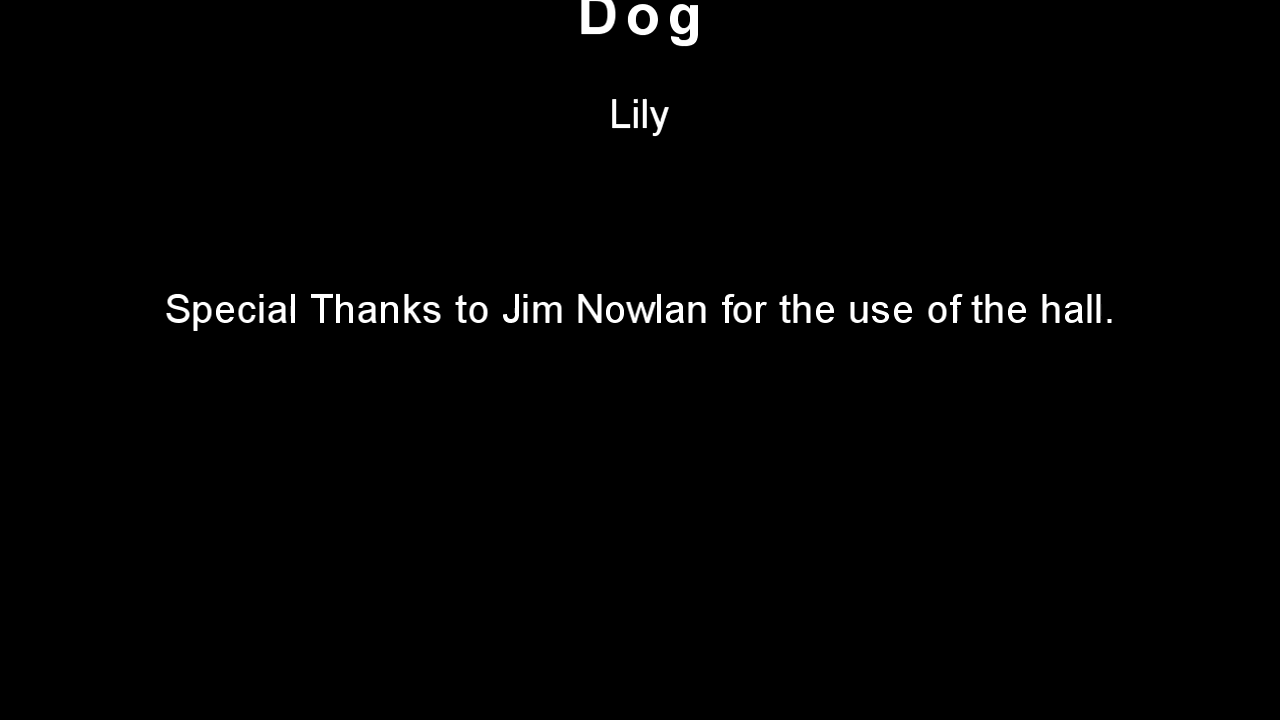 Dog
Lily
Special Thanks to Jim Nowlan for the use of the hall.